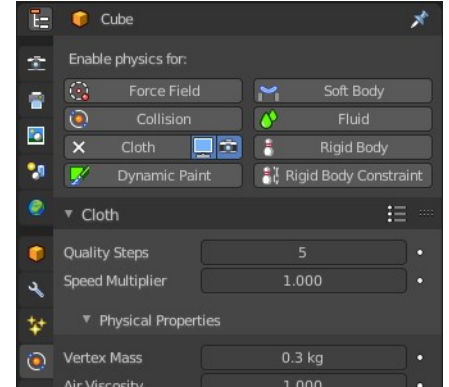 Cube
Enable physics for:
Force Field Soft Body
Collision Fluid
Cloth Rigid Body
Dynamic Paint Rigid Body Constraint
Cloth
Quality Steps 5
Speed Multiplier 1.000
Physical Properties
Vertex Mass 0.3 kg
Air Viscosity 1.000